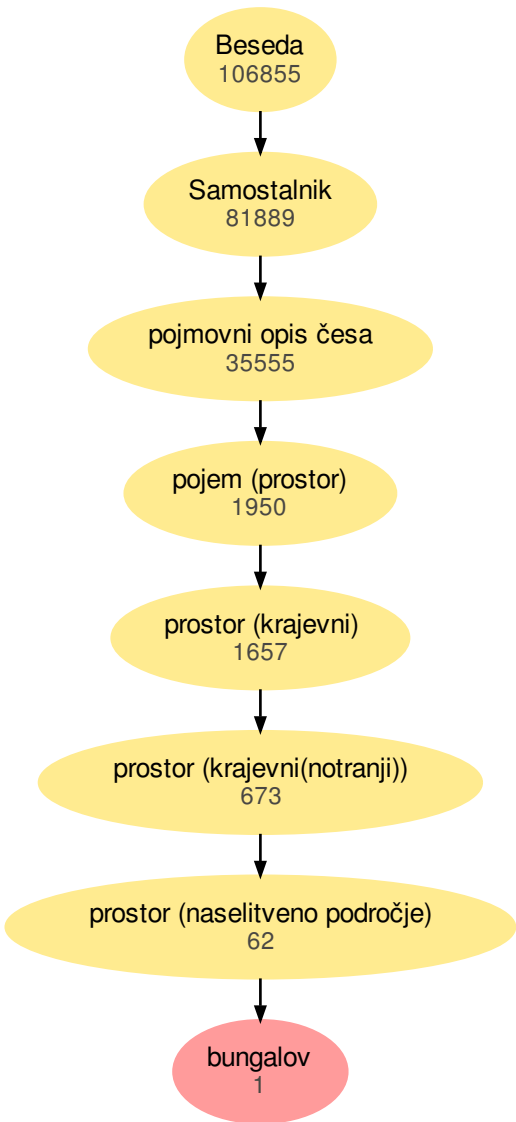 Beseda
106855
Samostalnik
81889
pojmovni opis česa
35555
pojem (prostor)
1950
prostor (krajevni)
1657
prostor (krajevni(notranji))
673
prostor (naselitveno področje)
62
bungalov
1